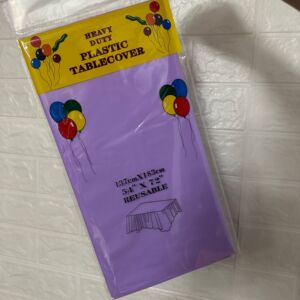 HEAVY
DUTY
PLASTIC
TABLECOVER
137cmX183cm
54" X 72"
REUSABLE